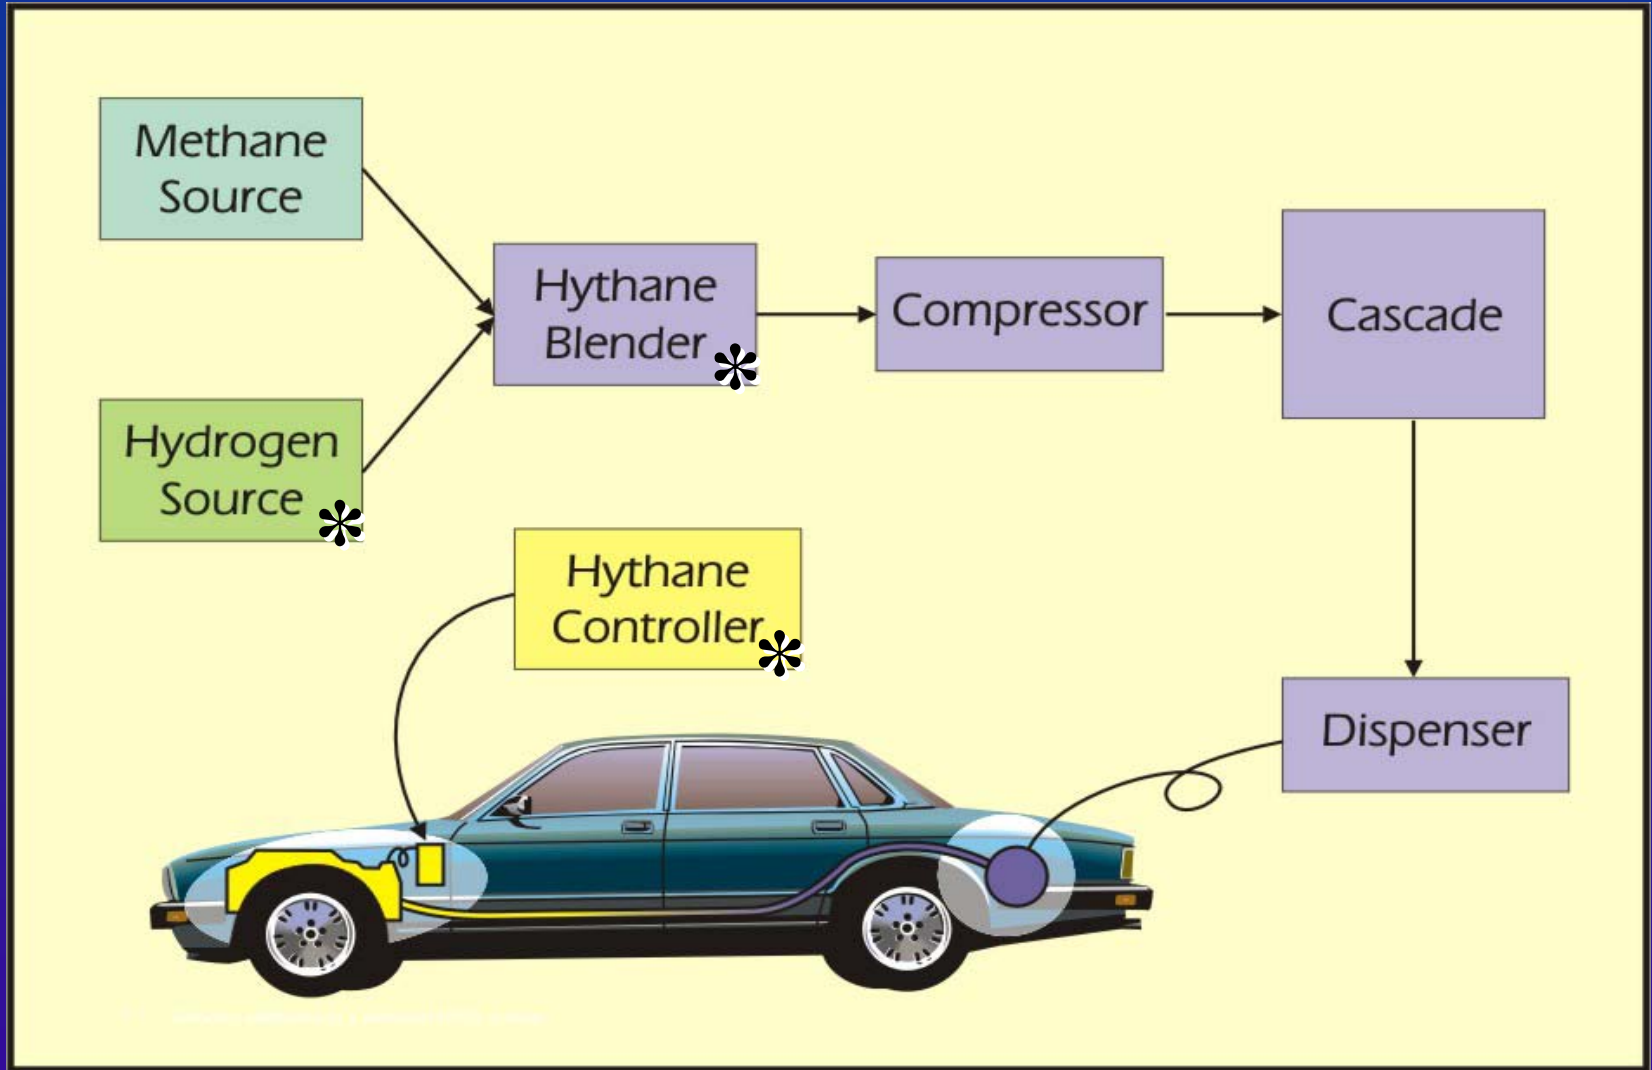 Methane
Source
Hythane
Blender *
Compressor
Cascade
Hydrogen
Source *
Hythane
Controller *
Dispenser